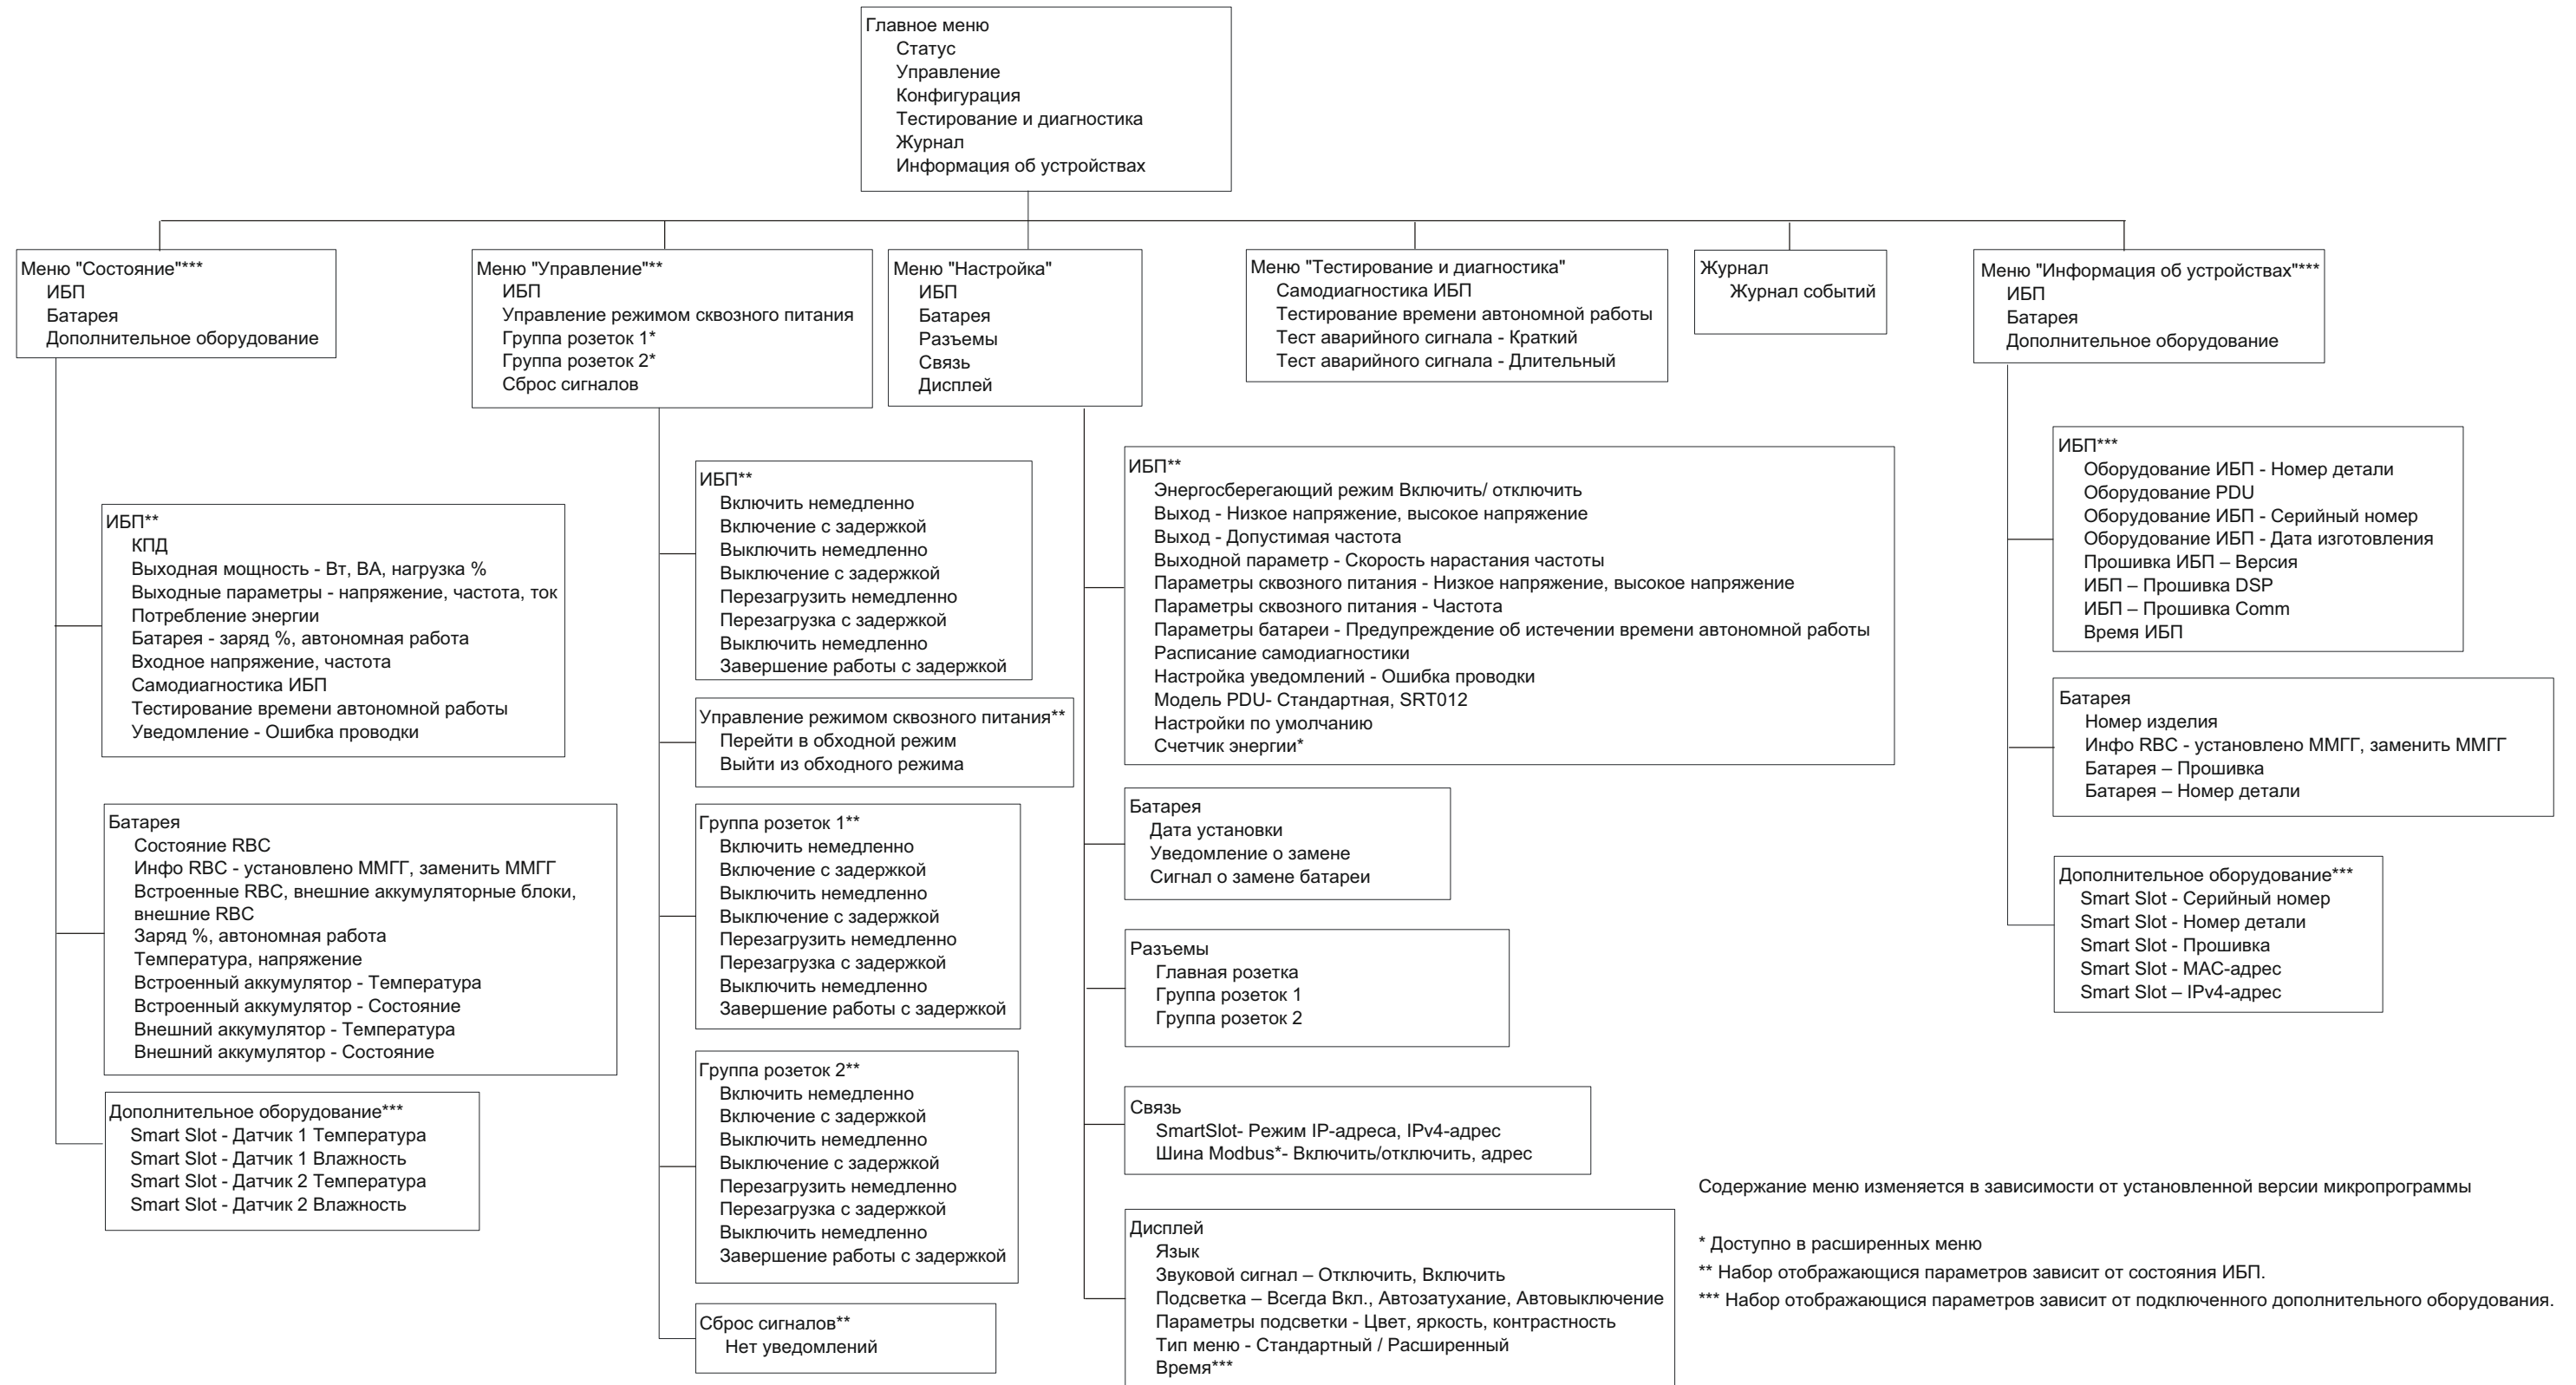 Главное меню
Статус
Управление
Конфигурация
Тестирование и диагностика
Журнал
Информация об устройствах
Меню "Состояние"***
ИБП
Батарея
Дополнительное оборудование
ИБП**
КПД
Выходная мощность - Вт, ВА, нагрузка %
Выходные параметры - напряжение, частота, ток
Потребление энергии
Батарея - заряд %, автономная работа
Входное напряжение, частота
Самодиагностика ИБП
Тестирование времени автономной работы
Уведомление - Ошибка проводки
Батарея
Состояние RBC
Инфо RBC - установлено ММГГ, заменить ММГГ
Встроенные RBC, внешние аккумуляторные блоки,
внешние RBC
Заряд %, автономная работа
Температура, напряжение
Встроенный аккумулятор - Температура
Встроенный аккумулятор - Состояние
Внешний аккумулятор - Температура
Внешний аккумулятор - Состояние
Дополнительное оборудование***
Smart Slot - Датчик 1 Температура
Smart Slot - Датчик 1 Влажность
Smart Slot - Датчик 2 Температура
Smart Slot - Датчик 2 Влажность
Меню "Управление"**
ИБП
Управление режимом сквозного питания
Группа розеток 1*
Группа розеток 2*
Сброс сигналов
ИБП**
Включить немедленно
Включение с задержкой
Выключить немедленно
Выключение с задержкой
Перезагрузить немедленно
Перезагрузка с задержкой
Выключить немедленно
Завершение работы с задержкой
Управление режимом сквозного питания**
Перейти в обходной режим
Выйти из обходного режима
Группа розеток 1**
Включить немедленно
Включение с задержкой
Выключить немедленно
Выключение с задержкой
Перезагрузить немедленно
Перезагрузка с задержкой
Выключить немедленно
Завершение работы с задержкой
Группа розеток 2**
Включить немедленно
Включение с задержкой
Выключить немедленно
Выключение с задержкой
Перезагрузить немедленно
Перезагрузка с задержкой
Выключить немедленно
Завершение работы с задержкой
Сброс сигналов**
Нет уведомлений
Меню "Настройка"
ИБП
Батарея
Разъемы
Связь
Дисплей
ИБП**
Энергосберегающий режим Включить/ отключить
Выход - Низкое напряжение, высокое напряжение
Выход - Допустимая частота
Выходной параметр - Скорость нарастания частоты
Параметры сквозного питания - Низкое напряжение, высокое напряжение
Параметры сквозного питания - Частота
Параметры батареи - Предупреждение об истечении времени автономной работы
Расписание самодиагностики
Настройка уведомлений - Ошибка проводки
Модель PDU- Стандартная, SRT012
Настройки по умолчанию
Счетчик энергии*
Батарея
Дата установки
Уведомление о замене
Сигнал о замене батареи
Разъемы
Главная розетка
Группа розеток 1
Группа розеток 2
Связь
SmartSlot- Режим IP-адреса, IPv4-адрес
Шина Modbus*- Включить/отключить, адрес
Дисплей
Язык
Звуковой сигнал – Отключить, Включить
Подсветка – Всегда Вкл., Автозатухание, Автовыключение
Параметры подсветки - Цвет, яркость, контрастность
Тип меню - Стандартный / Расширенный
Время***
Меню "Тестирование и диагностика"
Самодиагностика ИБП
Тестирование времени автономной работы
Тест аварийного сигнала - Краткий
Тест аварийного сигнала - Длительный
Журнал
Журнал событий
Меню "Информация об устройствах"***
ИБП
Батарея
Дополнительное оборудование
ИБП***
Оборудование ИБП - Номер детали
Оборудование PDU
Оборудование ИБП - Серийный номер
Оборудование ИБП - Дата изготовления
Прошивка ИБП – Версия
ИБП – Прошивка DSP
ИБП – Прошивка Comm
Время ИБП
Батарея
Номер изделия
Инфо RBC - установлено ММГГ, заменить ММГГ
Батарея – Прошивка
Батарея – Номер детали
Дополнительное оборудование***
Smart Slot - Серийный номер
Smart Slot - Номер детали
Smart Slot - Прошивка
Smart Slot - MAC-адрес
Smart Slot – IPv4-адрес
Содержание меню изменяется в зависимости от установленной версии микропрограммы
* Доступно в расширенных меню
** Набор отображающися параметров зависит от состояния ИБП.
*** Набор отображающися параметров зависит от подключенного дополнительного оборудования.